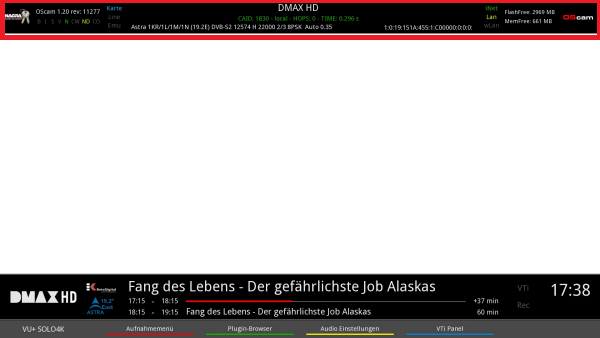 DMAX HD
NAGRA
OScam 1.20 rev: 11277
B I S V N CW ND CO
Karte
Line
Emu
CAID: 1830 - local - HOPS: 0 - TIME: 0.296 s
Astra 1KR/1L/1M/1N (19.2E) DVB-S2 12574 H 22000 2/3 8PSK Auto 0.35
1:0:19:151A:455:1:C00000:0:0:0:
iNet
Lan
wLan
FlashFree: 2969 MB
MemFree: 661 MB
OScam
DMAX HD
BetaDigital
19,2°
East
ASTRA
Fang des Lebens - Der gefährlichste Job Alaskas
17:15 - 18:15 +37 min
18:15 - 19:15 Fang des Lebens - Der gefährlichste Job Alaskas 60 min
VTi
Rec
17:38
VU+ SOLO4K
Aufnahmemenü
Plugin-Browser
Audio Einstellungen
VTi Panel